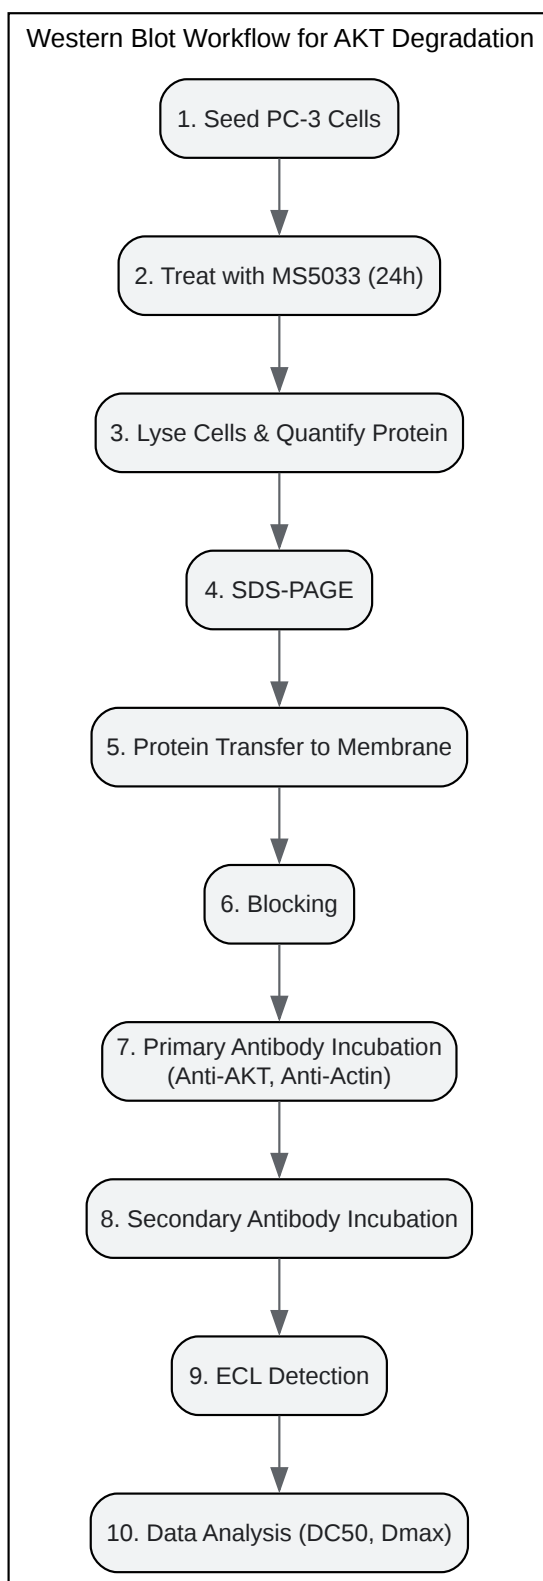 Western Blot Workflow for AKT Degradation
1. Seed PC-3 Cells
2. Treat with MS5033 (24h)
3. Lyse Cells & Quantify Protein
4. SDS-PAGE
5. Protein Transfer to Membrane
6. Blocking
7. Primary Antibody Incubation
(Anti-AKT, Anti-Actin)
8. Secondary Antibody Incubation
9. ECL Detection
10. Data Analysis (DC50, Dmax)